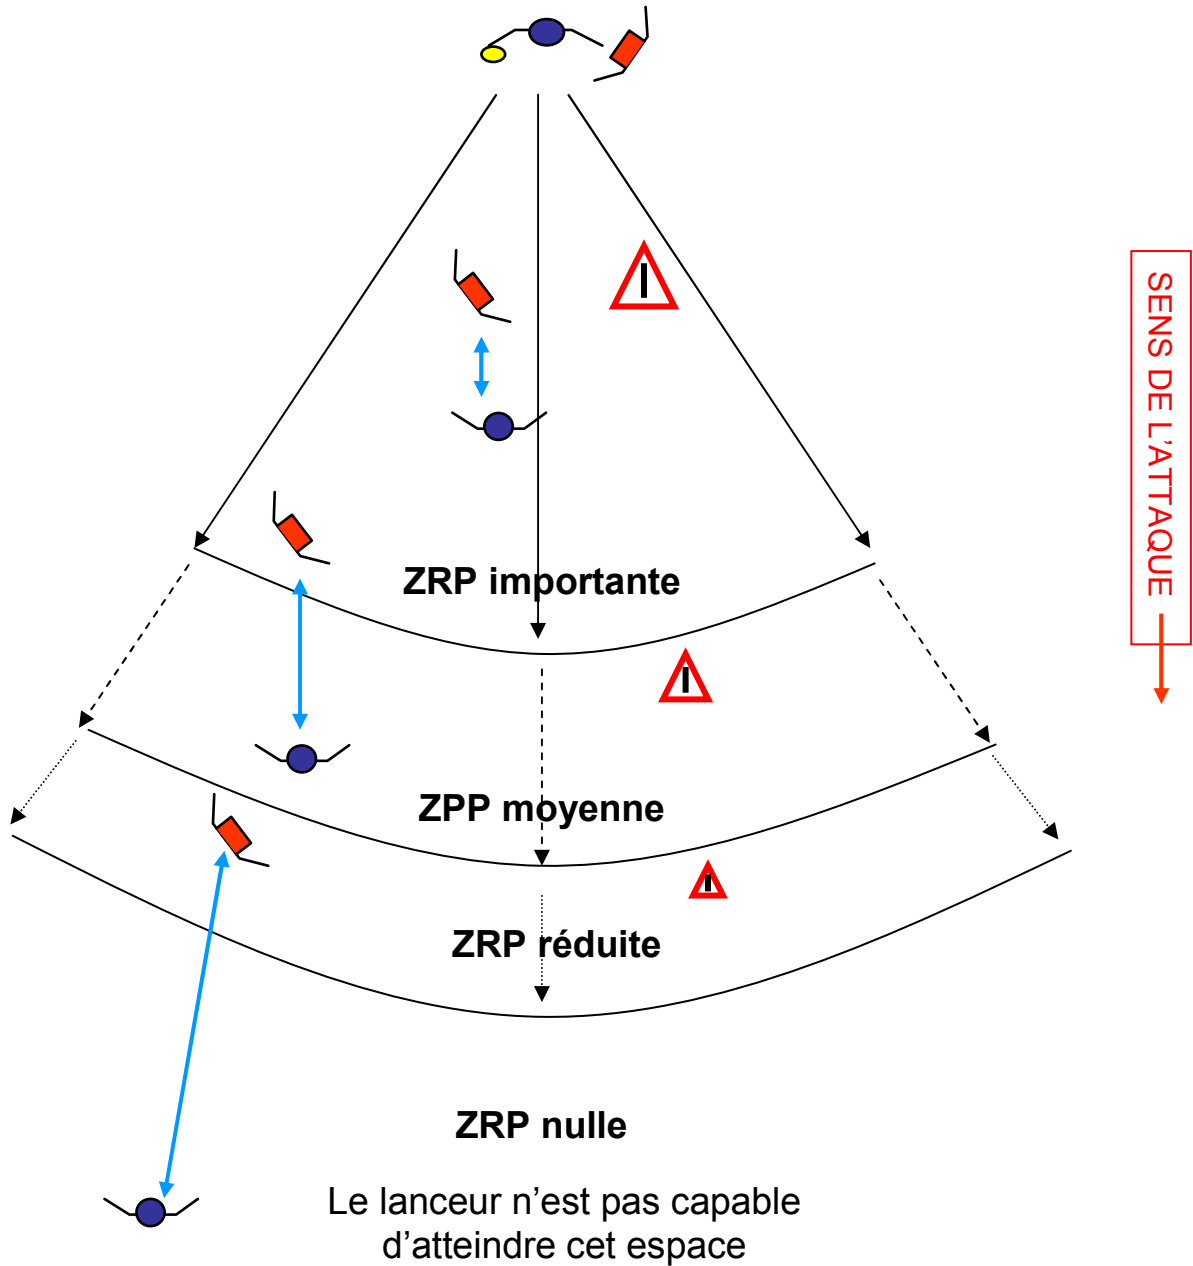 SENS DE L'ATTAQUE
ZRP importante
ZPP moyenne
ZRP réduite
ZRP nulle
Le lanceur n'est pas capable
d'atteindre cet espace